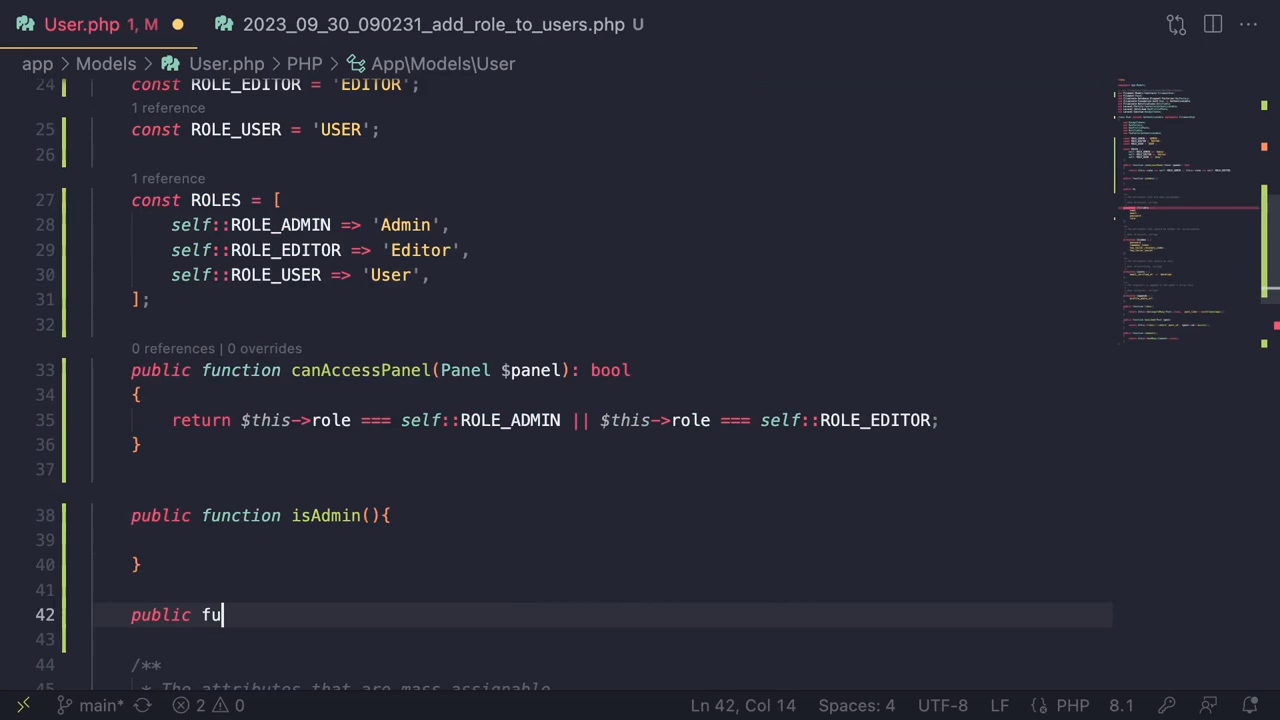 User.php 1, M 2023_09_30_090231_add_role_to_users.php U
app > Models > User.php > PHP > App\Models\User
24 const ROLE_EDITOR = 'EDITOR';
1 reference
25 const ROLE_USER = 'USER';
26
1 reference
27 const ROLES = [
28 self::ROLE_ADMIN => 'Admin',
29 self::ROLE_EDITOR => 'Editor',
30 self::ROLE_USER => 'User',
31 ];
32
0 references | 0 overrides
33 public function canAccessPanel(Panel $panel): bool
34 {
35 return $this->role === self::ROLE_ADMIN || $this->role === self::ROLE_EDITOR;
36 }
37
38 public function isAdmin(){
39
40 }
41
42 public fu
43
44 /**
45 * The attributes that are mass assignable
main* 2 0 Ln 42, Col 14 Spaces: 4 UTF-8 LF PHP 8.1